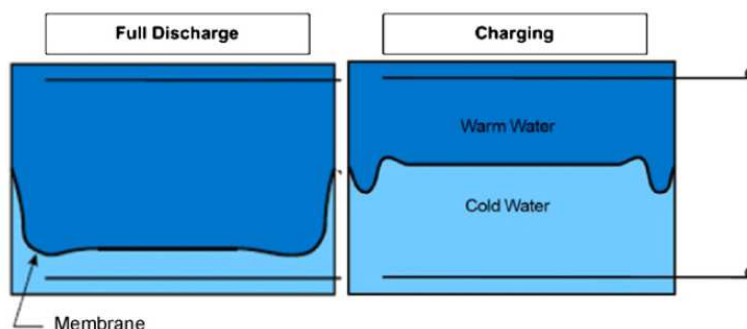 Full Discharge
Charging
Warm Water
Cold Water
Membrane